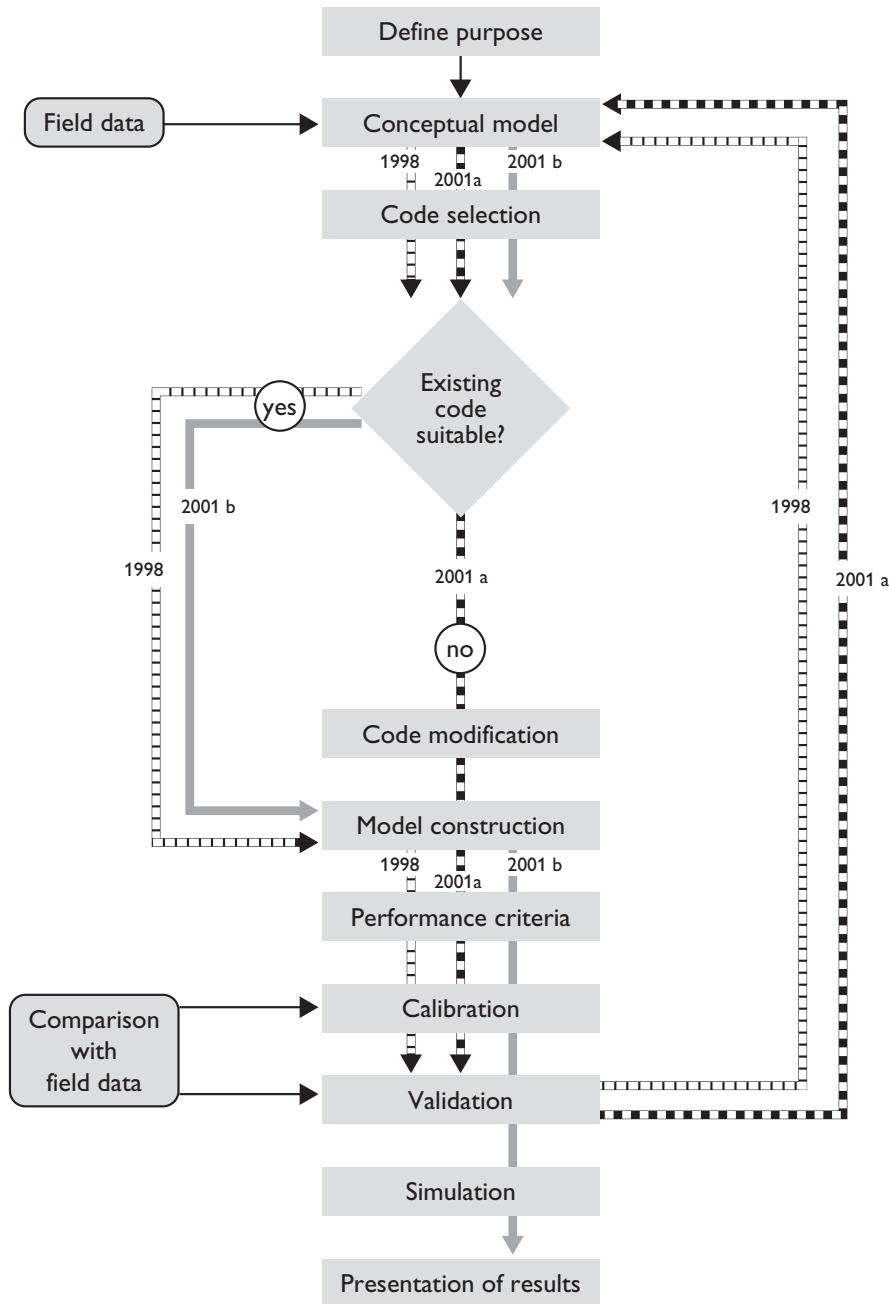 Define purpose
Field data
Conceptual model
1998
2001a
2001 b
Code selection
Existing
code
suitable?
yes
2001 b
1998
1998
2001 a
2001 a
no
Code modification
Model construction
1998
2001a
2001 b
Performance criteria
Comparison
with
field data
Calibration
Validation
Simulation
Presentation of results